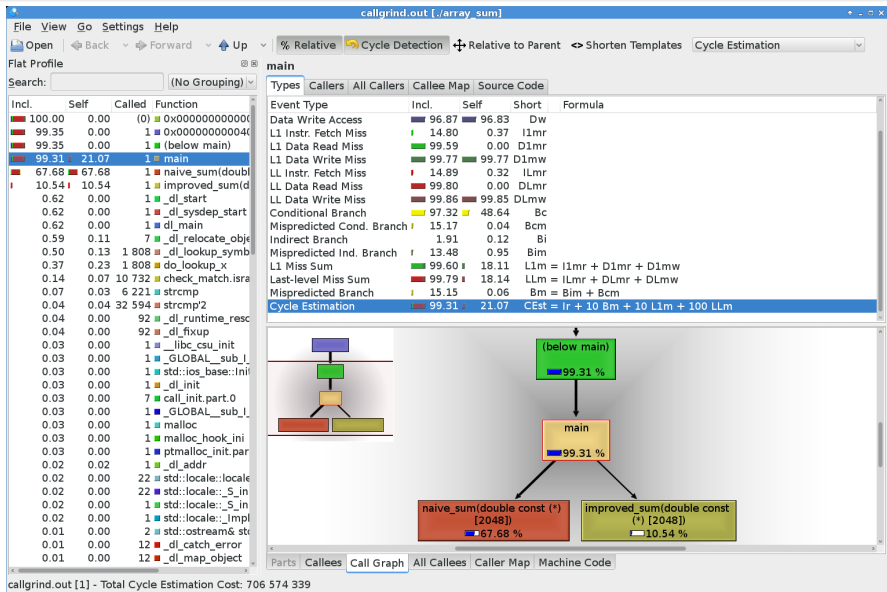 callgrind.out [./array_sum]
File View Go Settings Help
Open Back Forward Up % Relative Cycle Detection Relative to Parent <> Shorten Templates Cycle Estimation
Flat Profile
Search: (No Grouping)
Incl. Self Called Function
100.00 0.00 (0) 0x000000000000
99.35 0.00 1 0x000000000040
99.35 0.00 1 (below main)
99.31 21.07 1 main
67.68 67.68 1 naive_sum(doubl
10.54 10.54 1 improved_sum(d
0.62 0.00 1 _dl_start
0.62 0.00 1 _dl_sysdep_start
0.62 0.00 1 dl_main
0.59 0.11 7 _dl_relocate_obje
0.50 0.13 1 808 _dl_lookup_symb
0.37 0.23 1 808 do_lookup_x
0.14 0.07 10 732 check_match.isra
0.07 0.03 6 221 strcmp
0.04 0.04 32 594 strcmp'2
0.04 0.00 92 _dl_runtime_resc
0.04 0.00 92 _dl_fixup
0.03 0.00 1 __libc_csu_init
0.03 0.00 1 _GLOBAL__sub_I_
0.03 0.00 1 std::ios_base::Init
0.03 0.00 1 _dl_init
0.03 0.00 7 call_init.part.0
0.03 0.00 1 _GLOBAL__sub_I_
0.03 0.00 1 malloc
0.03 0.00 1 malloc_hook_ini
0.03 0.00 1 ptmalloc_init.par
0.02 0.02 1 _dl_addr
0.02 0.00 22 std::locale::locale
0.02 0.00 22 std::locale::_S_in
0.02 0.00 1 std::locale::_S_in
0.02 0.00 1 std::locale::_Impl
0.01 0.00 2 std::ostream& st
0.01 0.00 12 _dl_catch_error
0.01 0.00 12 _dl_map_object
main
Types Callers All Callers Callee Map Source Code
Event Type Incl. Self Short Formula
Data Write Access 96.87 96.83 Dw
L1 Instr. Fetch Miss 14.80 0.37 I1mr
L1 Data Read Miss 99.59 0.00 D1mr
L1 Data Write Miss 99.77 99.77 D1mw
LL Instr. Fetch Miss 14.89 0.32 ILmr
LL Data Read Miss 99.80 0.00 DLmr
LL Data Write Miss 99.86 99.85 DLmw
Conditional Branch 97.32 48.64 Bc
Mispredicted Cond. Branch 15.17 0.04 Bcm
Indirect Branch 1.91 0.12 Bi
Mispredicted Ind. Branch 13.48 0.95 Bim
L1 Miss Sum 99.60 18.11 L1m = I1mr + D1mr + D1mw
Last-level Miss Sum 99.79 18.14 LLm = ILmr + DLmr + DLmw
Mispredicted Branch 15.15 0.06 Bm = Bim + Bcm
Cycle Estimation 99.31 21.07 CEst = Ir + 10 Bm + 10 L1m + 100 LLm
(below main)
99.31 %
main
99.31 %
naive_sum(double const (*)
[2048])
67.68 %
improved_sum(double const
(*) [2048])
10.54 %
Parts Callees Call Graph All Callees Caller Map Machine Code
callgrind.out [1] - Total Cycle Estimation Cost: 706 574 339